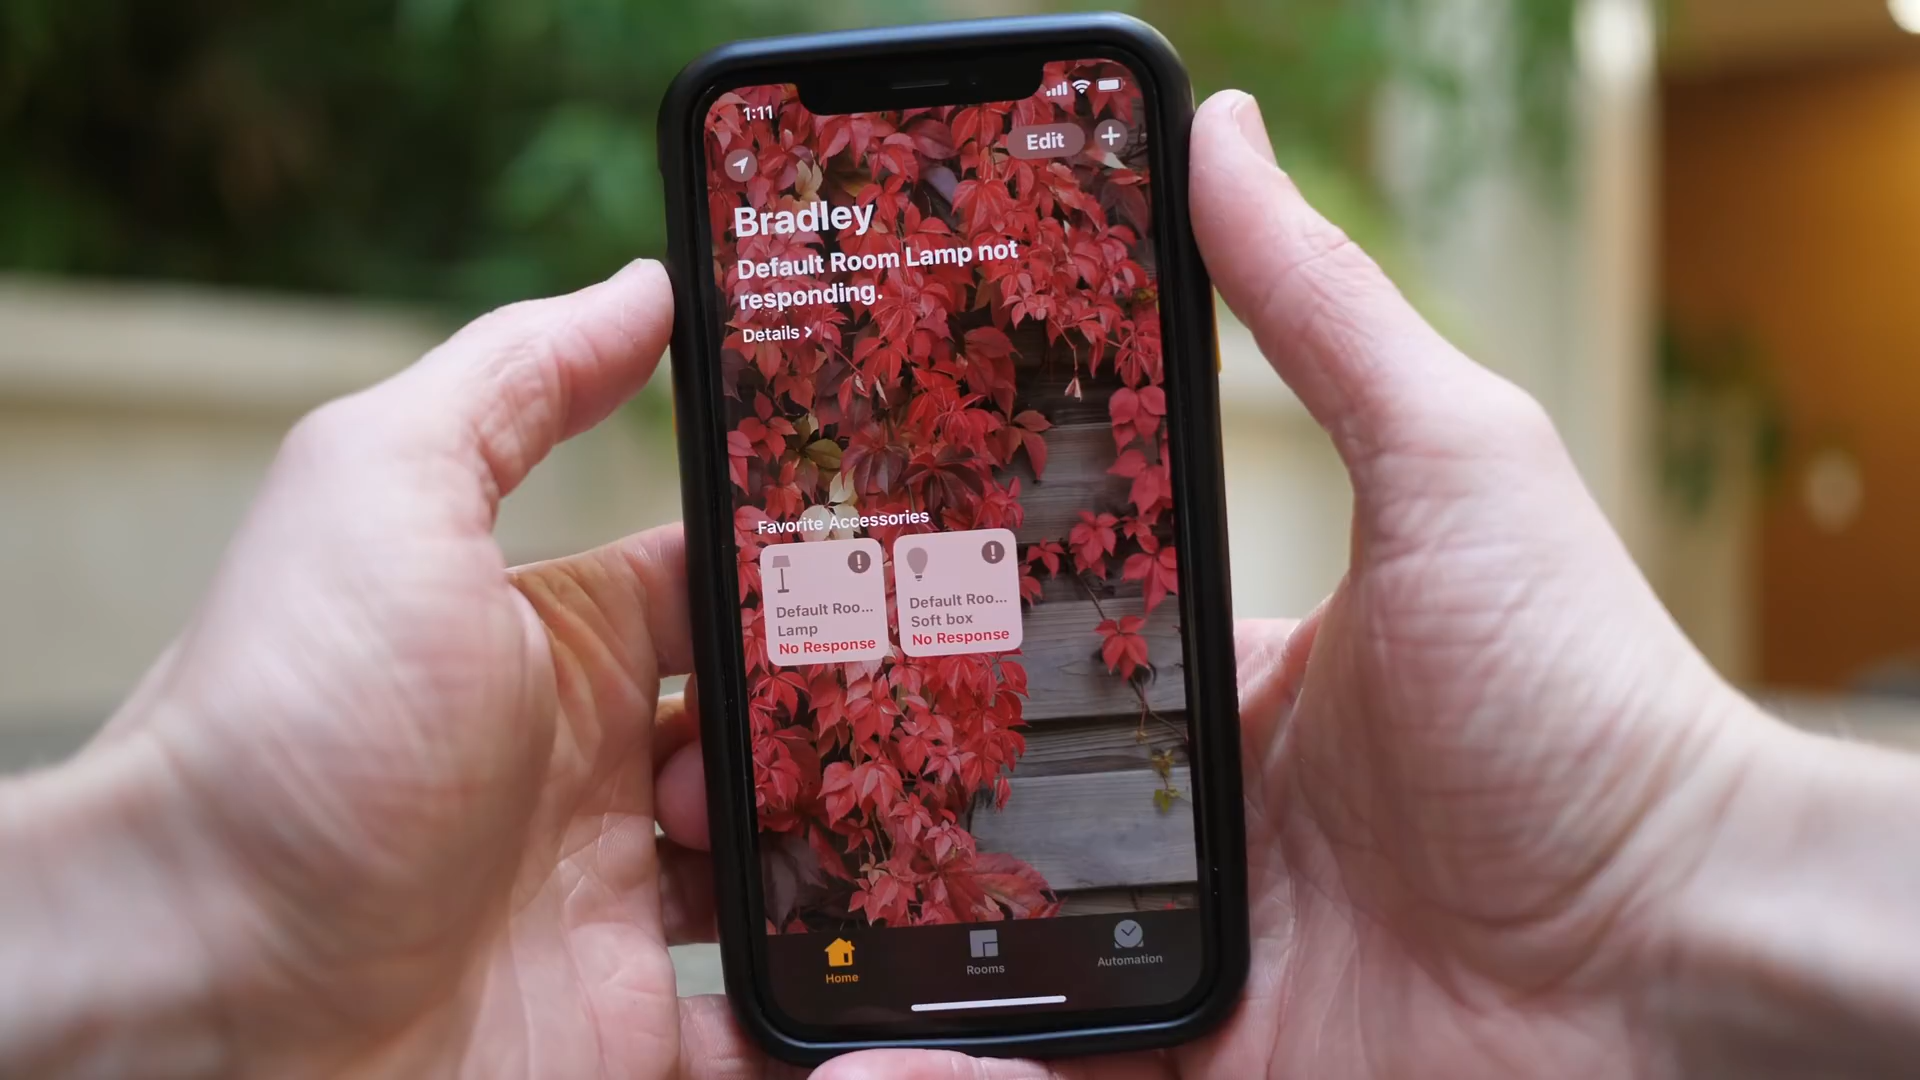 1:11
Edit
Bradley
Default Room Lamp not
responding.
Details >
Favorite Accessories
Default Roo...
Lamp
No Response
Default Roo...
Soft box
No Response
Home
Rooms
Automation